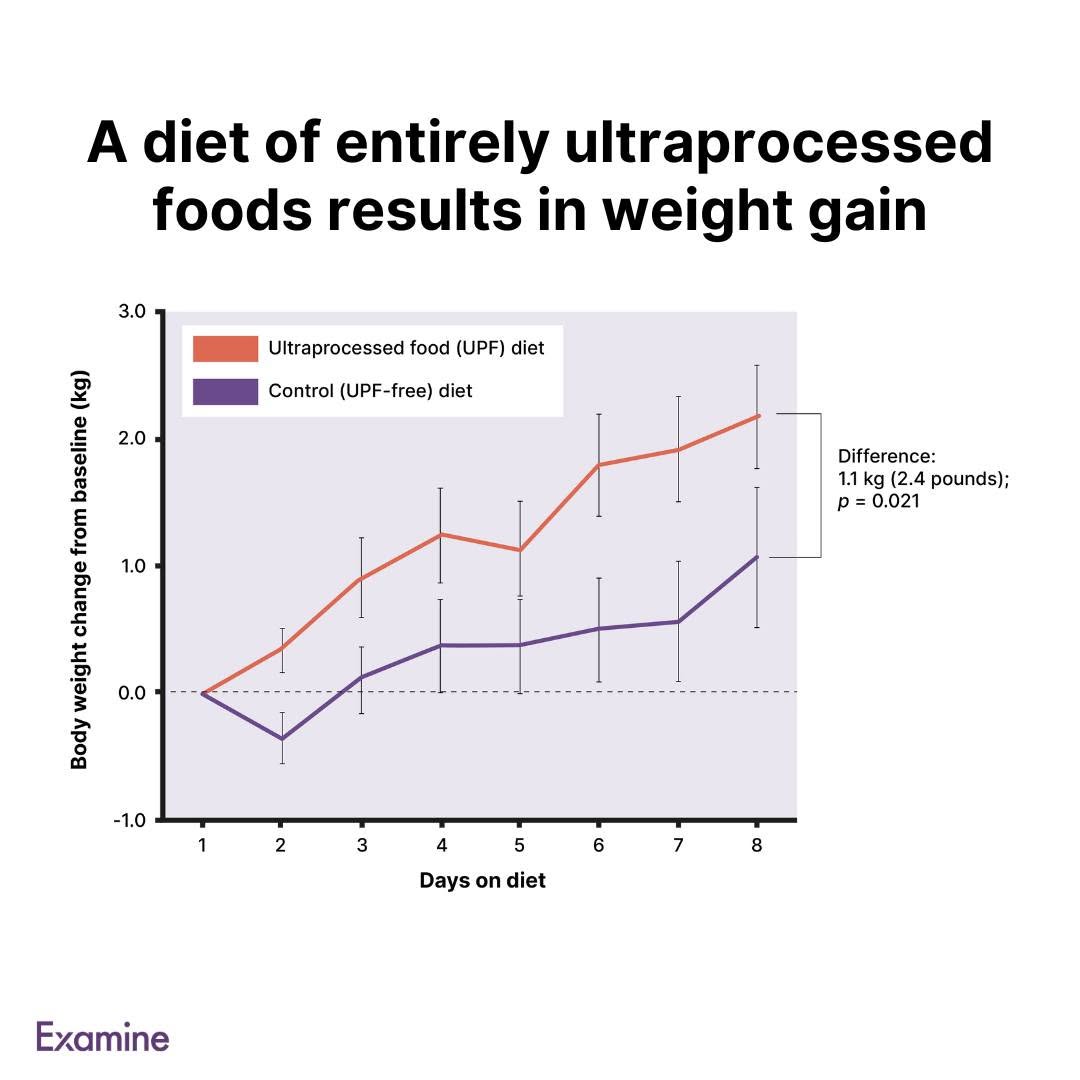 A diet of entirely ultraprocessed
foods results in weight gain
3.0
2.0
1.0
0.0
-1.0
Body weight change from baseline (kg)
Ultraprocessed food (UPF) diet
Control (UPF-free) diet
Difference:
1.1 kg (2.4 pounds);
p = 0.021
1 2 3 4 5 6 7 8
Days on diet
Examine